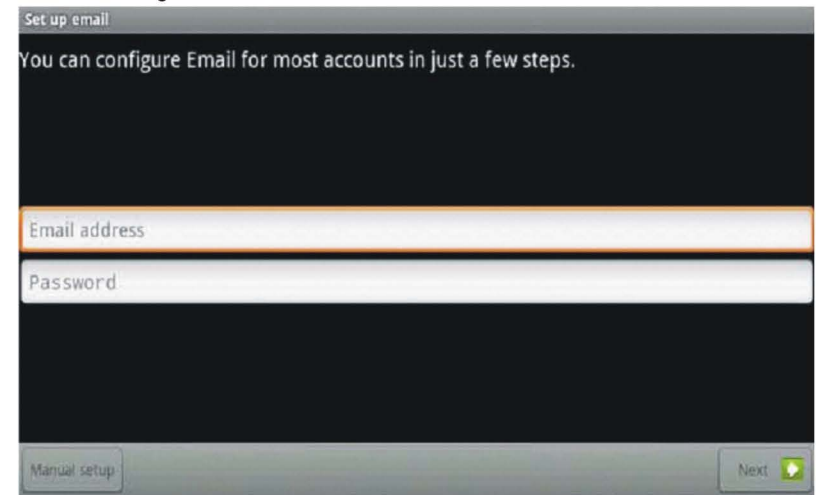 Set up email
You can configure Email for most accounts in just a few steps.
Email address
Password
Manual setup
Next